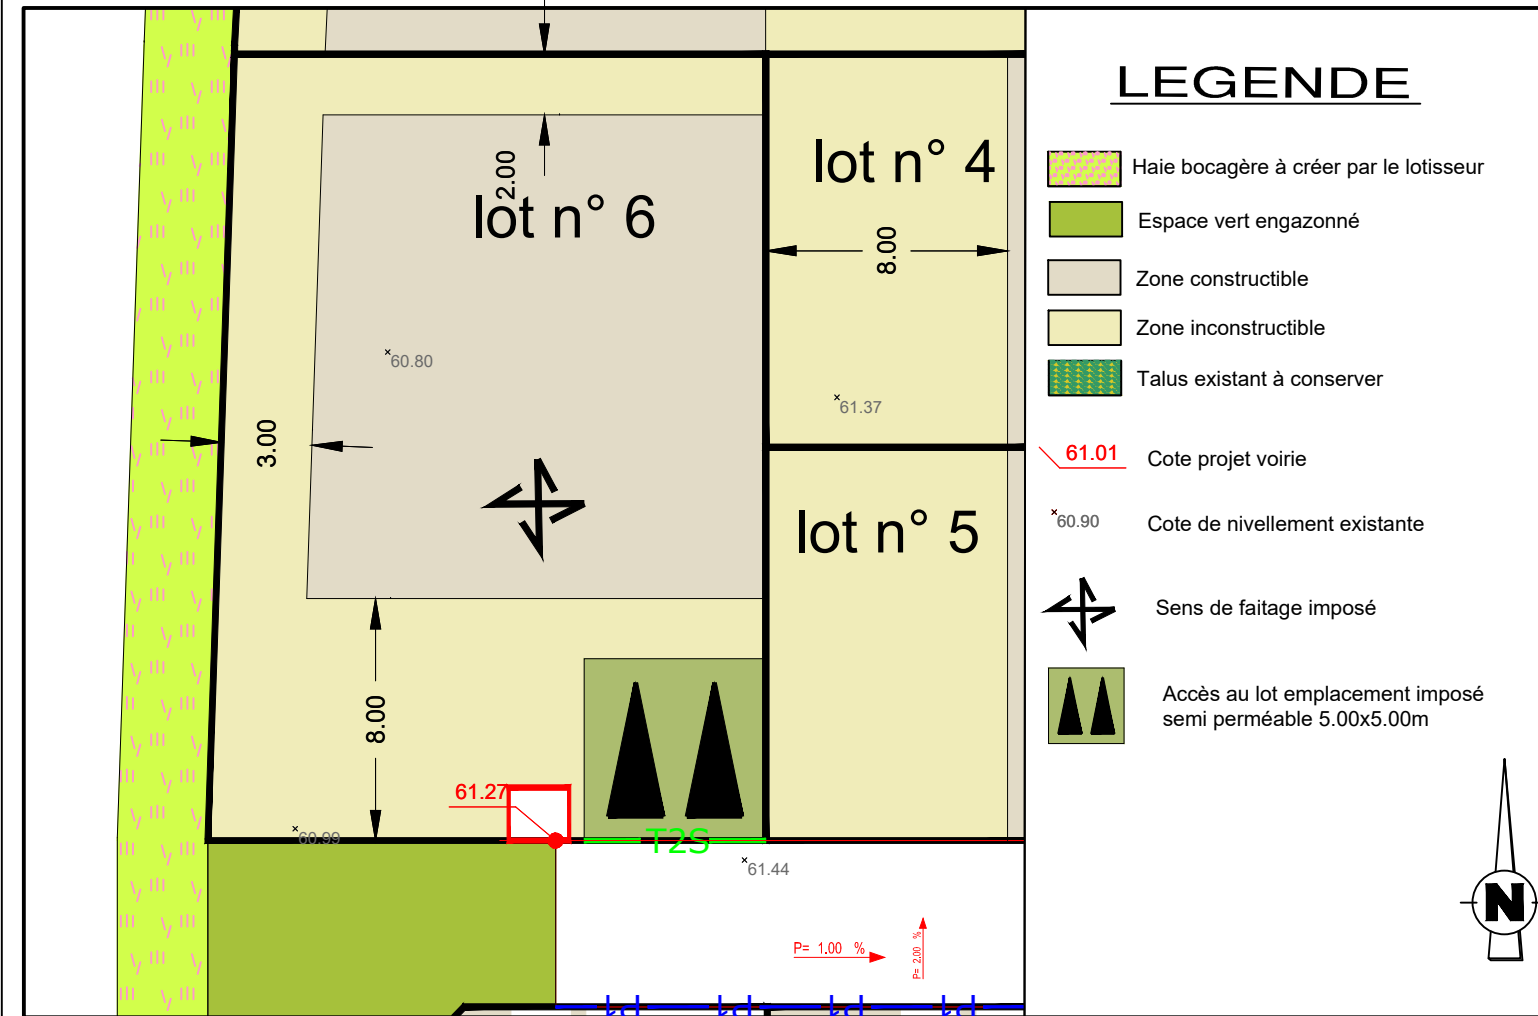 LEGENDE
Haie bocagère à créer par le lotisseur
Espace vert engazonné
Zone constructible
Zone inconstructible
Talus existant à conserver
61.01 Cote projet voirie
60.90 Cote de nivellement existante
Sens de faitage imposé
Accès au lot emplacement imposé
semi perméable 5.00x5.00m
N
2.00
lot n° 6
lot n° 4
8.00
60.80
61.37
3.00
lot n° 5
8.00
61.27
60.99
T2S
61.44
P= 1.00 %
P= 2.00 %